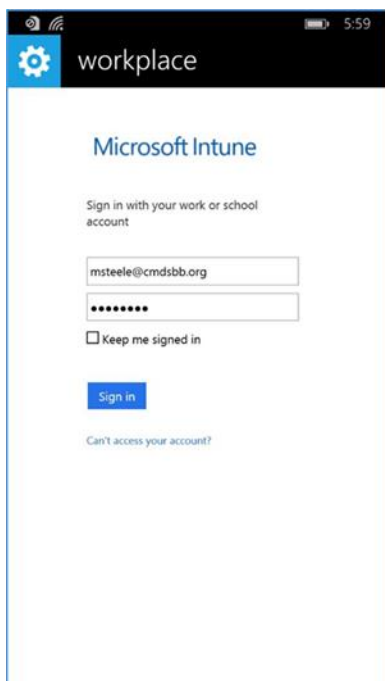 5:59
workplace
Microsoft Intune
Sign in with your work or school
account
msteele@cmdsbb.org
••••••••
Keep me signed in
Sign in
Can't access your account?